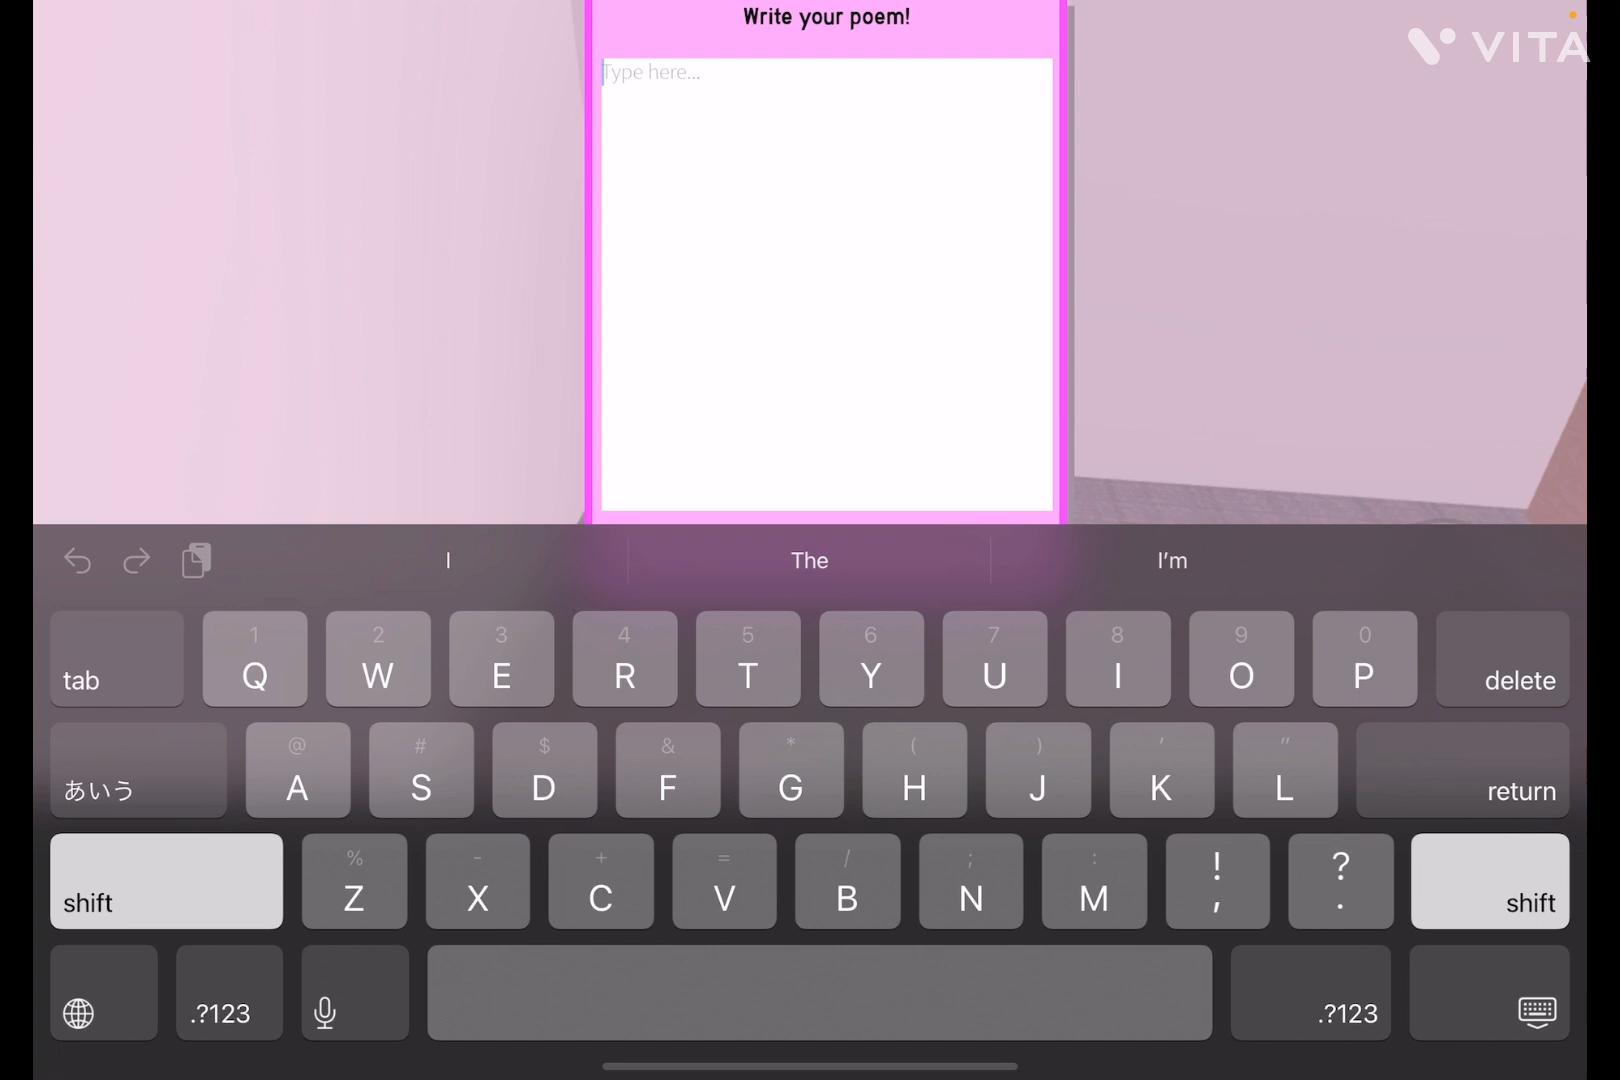 Write your poem!
VITA
Type here...
I The I'm
1 2 3 4 5 6 7 8 9 0
tab Q W E R T Y U I O P delete
@ # $ & * ( ) ' "
あいう A S D F G H J K L return
% - + = / ; : ! ?
shift Z X C V B N M , . shift
.?123 .?123